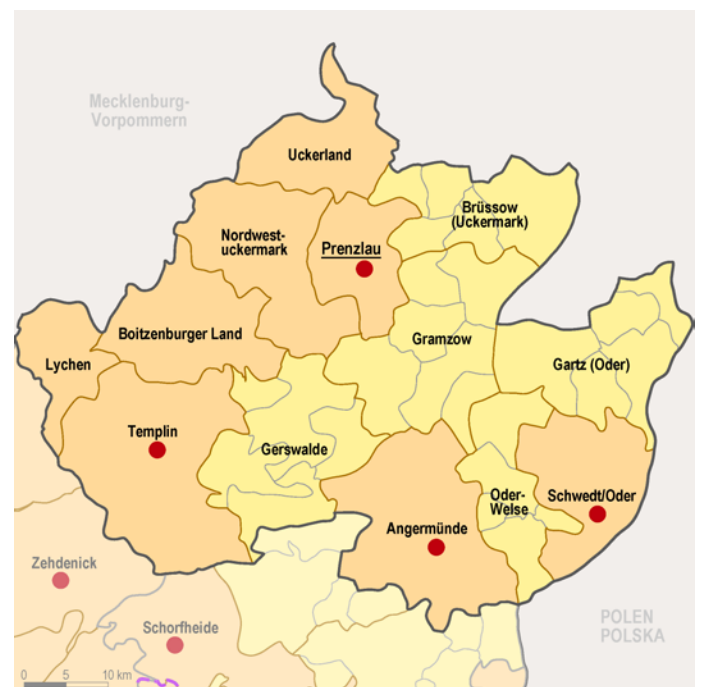 Mecklenburg-
Vorpommern
Uckerland
Brüssow
(Uckermark)
Nordwest-
uckermark
Prenzlau
Boitzenburger Land
Gramzow
Lychen
Gartz (Oder)
Templin
Gerswalde
Oder-
Welse
Schwedt/Oder
Angermünde
Zehdenick
Schorfheide
POLEN
POLSKA
0 5 10 km